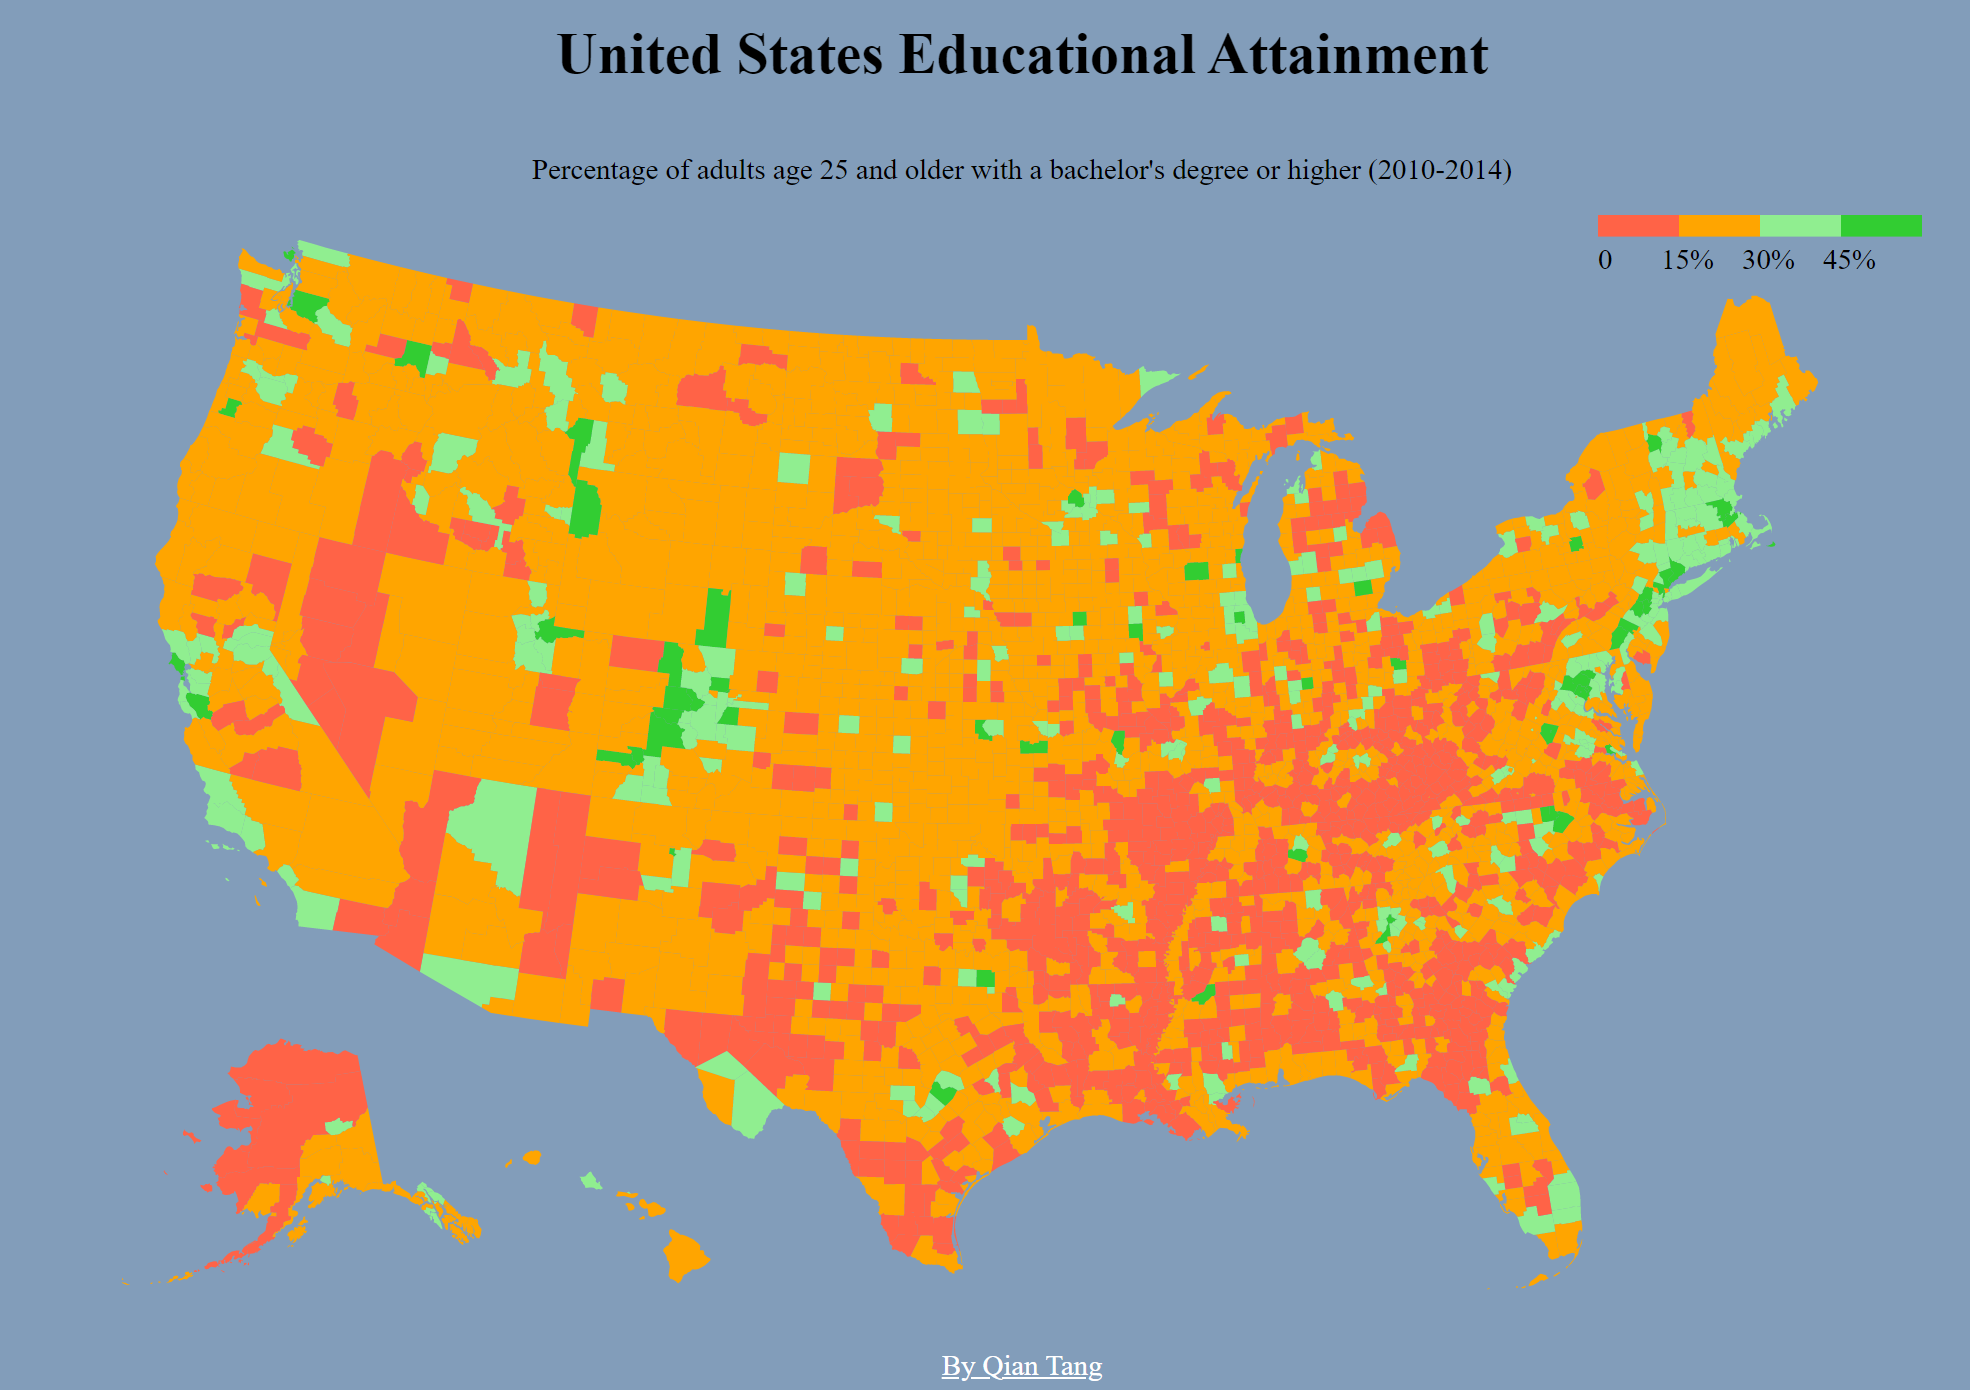 United States Educational Attainment
Percentage of adults age 25 and older with a bachelor's degree or higher (2010-2014)
0 15% 30% 45%
By Qian Tang